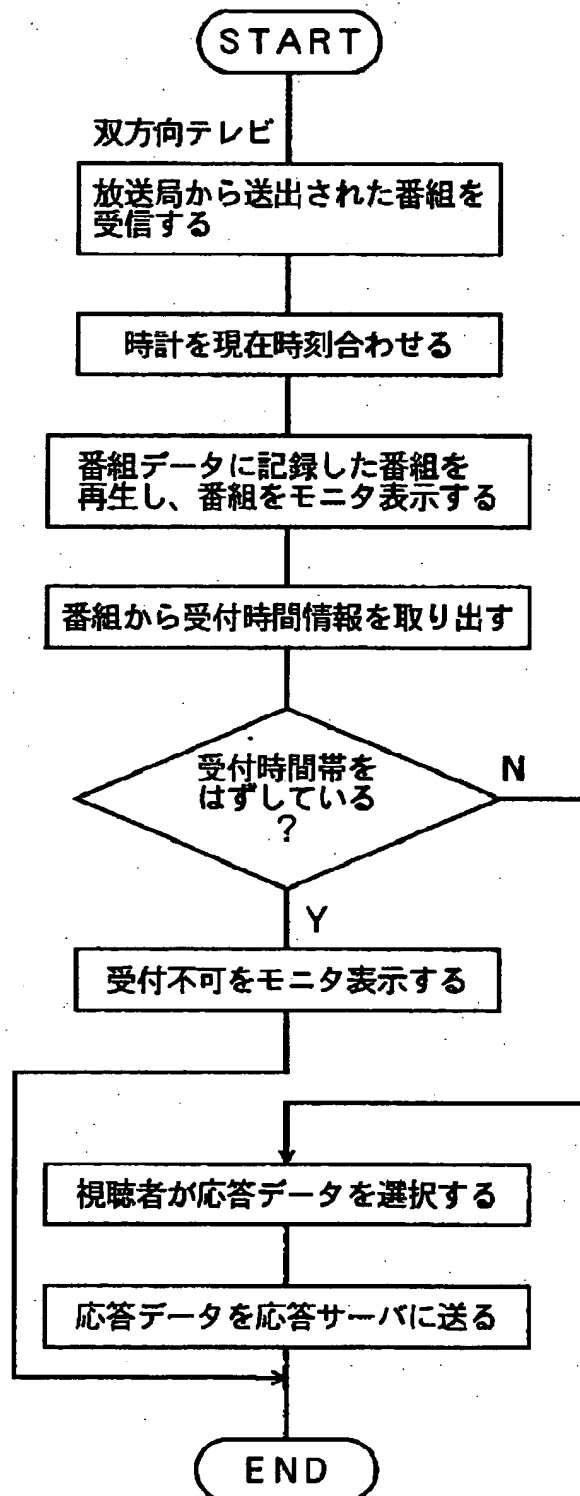 START
双方向テレビ
放送局から送出された番組を
受信する
時計を現在時刻合わせる
番組データに記録した番組を
再生し、番組をモニタ表示する
番組から受付時間情報を取り出す
受付時間帯を
はずしている
?
N
Y
受付不可をモニタ表示する
視聴者が応答データを選択する
応答データを応答サーバに送る
END